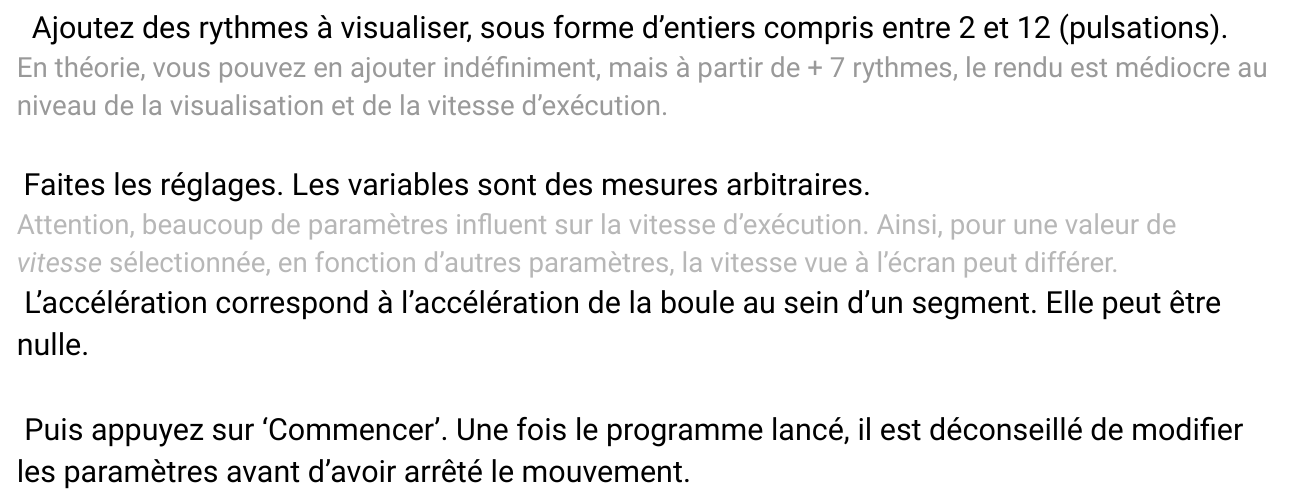 Ajoutez des rythmes à visualiser, sous forme d’entiers compris entre 2 et 12 (pulsations).
En théorie, vous pouvez en ajouter indéfiniment, mais à partir de + 7 rythmes, le rendu est médiocre au
niveau de la visualisation et de la vitesse d’exécution.
Faites les réglages. Les variables sont des mesures arbitraires.
Attention, beaucoup de paramètres influent sur la vitesse d’exécution. Ainsi, pour une valeur de
vitesse sélectionnée, en fonction d’autres paramètres, la vitesse vue à l’écran peut différer.
L’accélération correspond à l’accélération de la boule au sein d’un segment. Elle peut être
nulle.
Puis appuyez sur ‘Commencer’. Une fois le programme lancé, il est déconseillé de modifier
les paramètres avant d’avoir arrêté le mouvement.